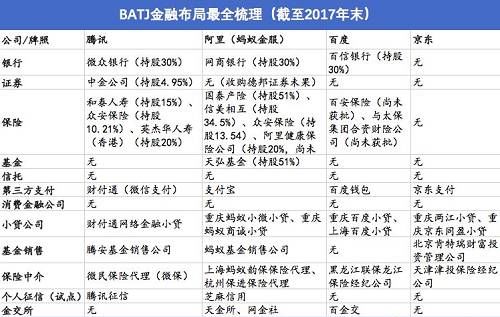 BATJ金融布局最全梳理（截至2017年末）
公司/牌照 腾讯 阿里（蚂蚁金服） 百度 京东
银行 微众银行（持股30%） 网商银行（持股30%） 百信银行（持股
30%） 无
证券 中金公司（持股4.95%） 无（收购德邦证券未果） 无 无
保险
和泰人寿（持股15%）、
众安保险（持股
10.21%）、英杰华人寿
（香港）（持股20%）
国泰产险（持股51%）、
信美相互（持股
34.5%）、众安保险（持
股13.54）、阿里健康保
险公司（持股20%，尚未
百安保险（尚未
获批）、与太保
集团合资财险公
司（尚未获批）
无
基金 无 天弘基金（持股51%） 无 无
信托 无 无 无 无
第三方支付 财付通（微信支付） 支付宝 百度钱包 京东支付
消费金融公司 无 无 无 无
小贷公司 财付通网络金融小贷 重庆蚂蚁小微小贷、重庆
蚂蚁商诚小贷 重庆百度小贷、
上海百度小贷 重庆两江小贷、重
庆京东同盈小贷
基金销售 腾安基金销售公司 蚂蚁基金销售公司 无 北京肯特瑞财富投
资管理公司
保险中介 微民保险代理（微保） 上海蚂蚁韵保保险代理、
杭州保进保险代理 黑龙江联保龙江
保险经纪公司 天津津投保险经纪
公司
个人征信（试点） 腾讯征信 芝麻信用 无 无
金交所 无 天金所、网金社 百金交 无